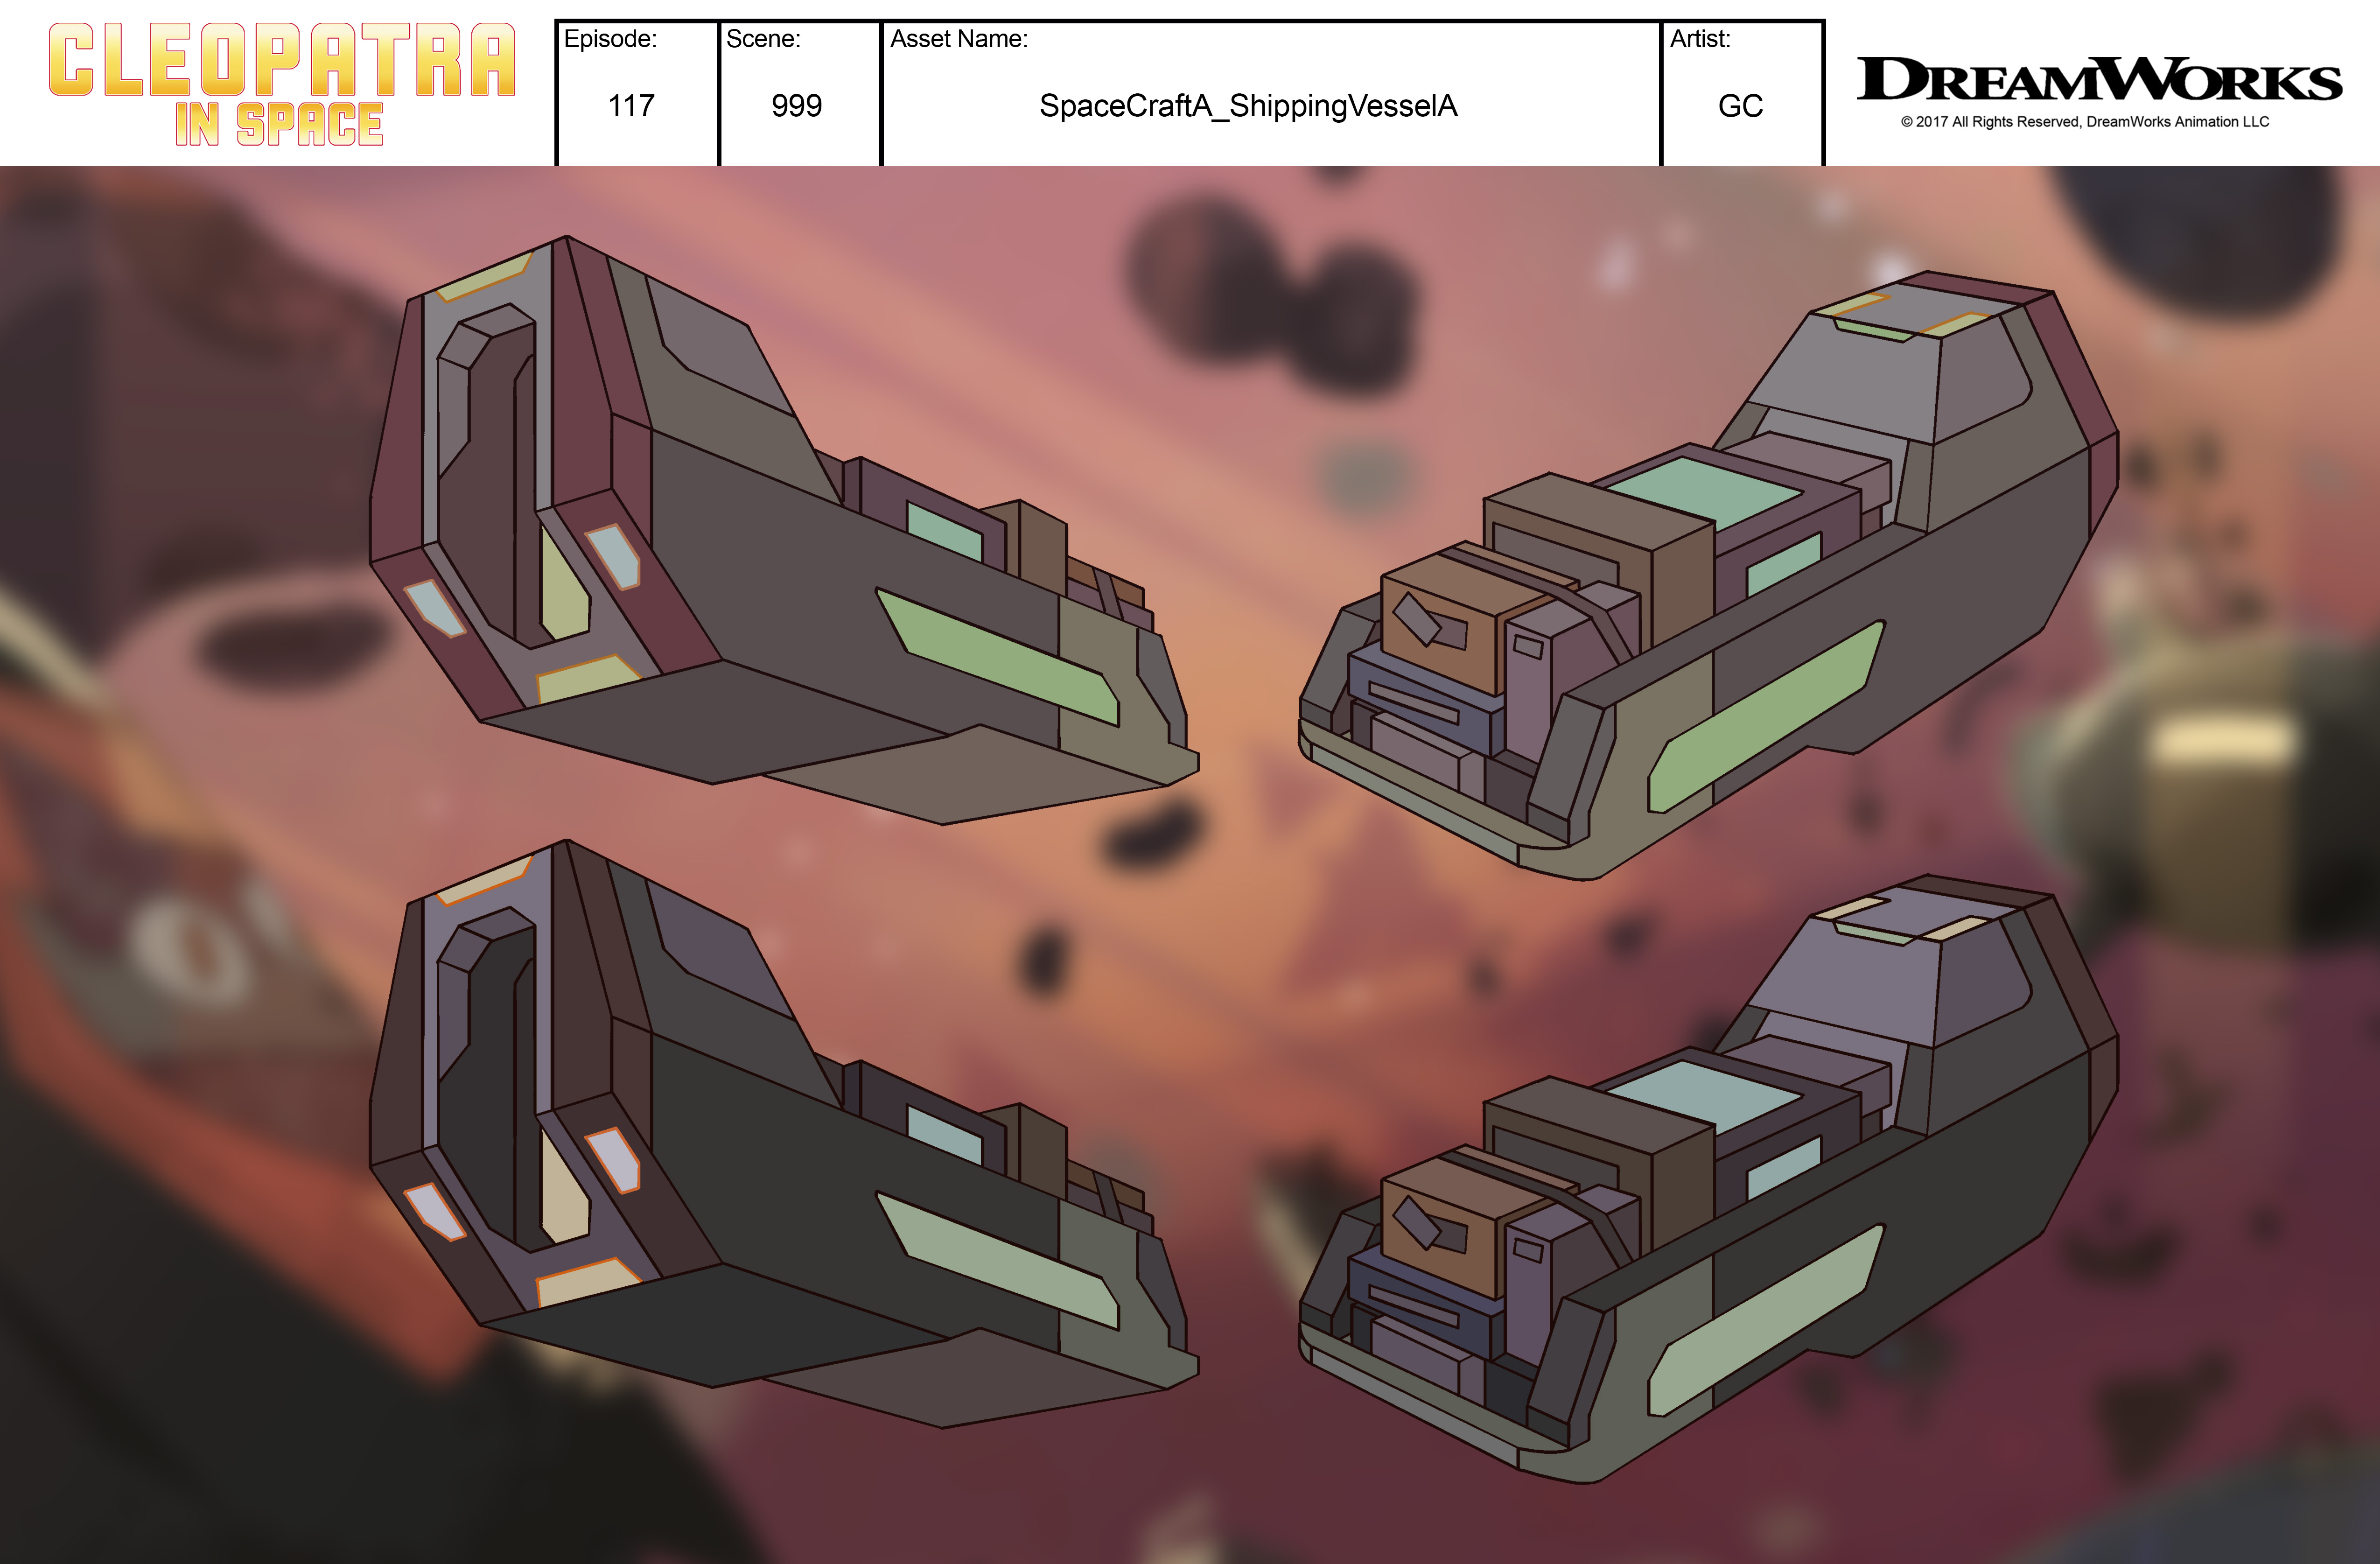 CLEOPATRA
IN SPACE
Episode:
117
Scene:
999
Asset Name:
SpaceCraftA_ShippingVesselA
Artist:
GC
DREAMWORKS
© 2017 All Rights Reserved, DreamWorks Animation LLC